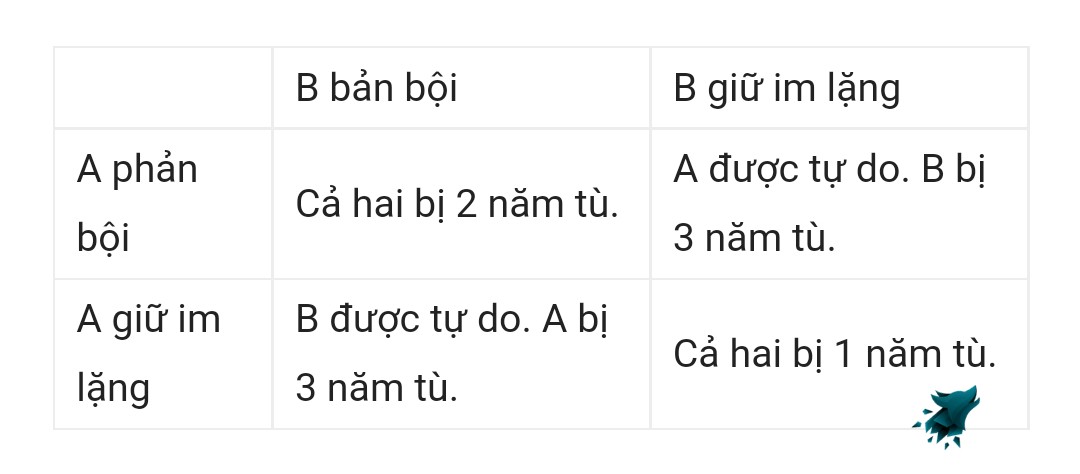 B bản bội
B giữ im lặng
A phản
bội
Cả hai bị 2 năm tù.
A được tự do. B bị
3 năm tù.
A giữ im
lặng
B được tự do. A bị
3 năm tù.
Cả hai bị 1 năm tù.